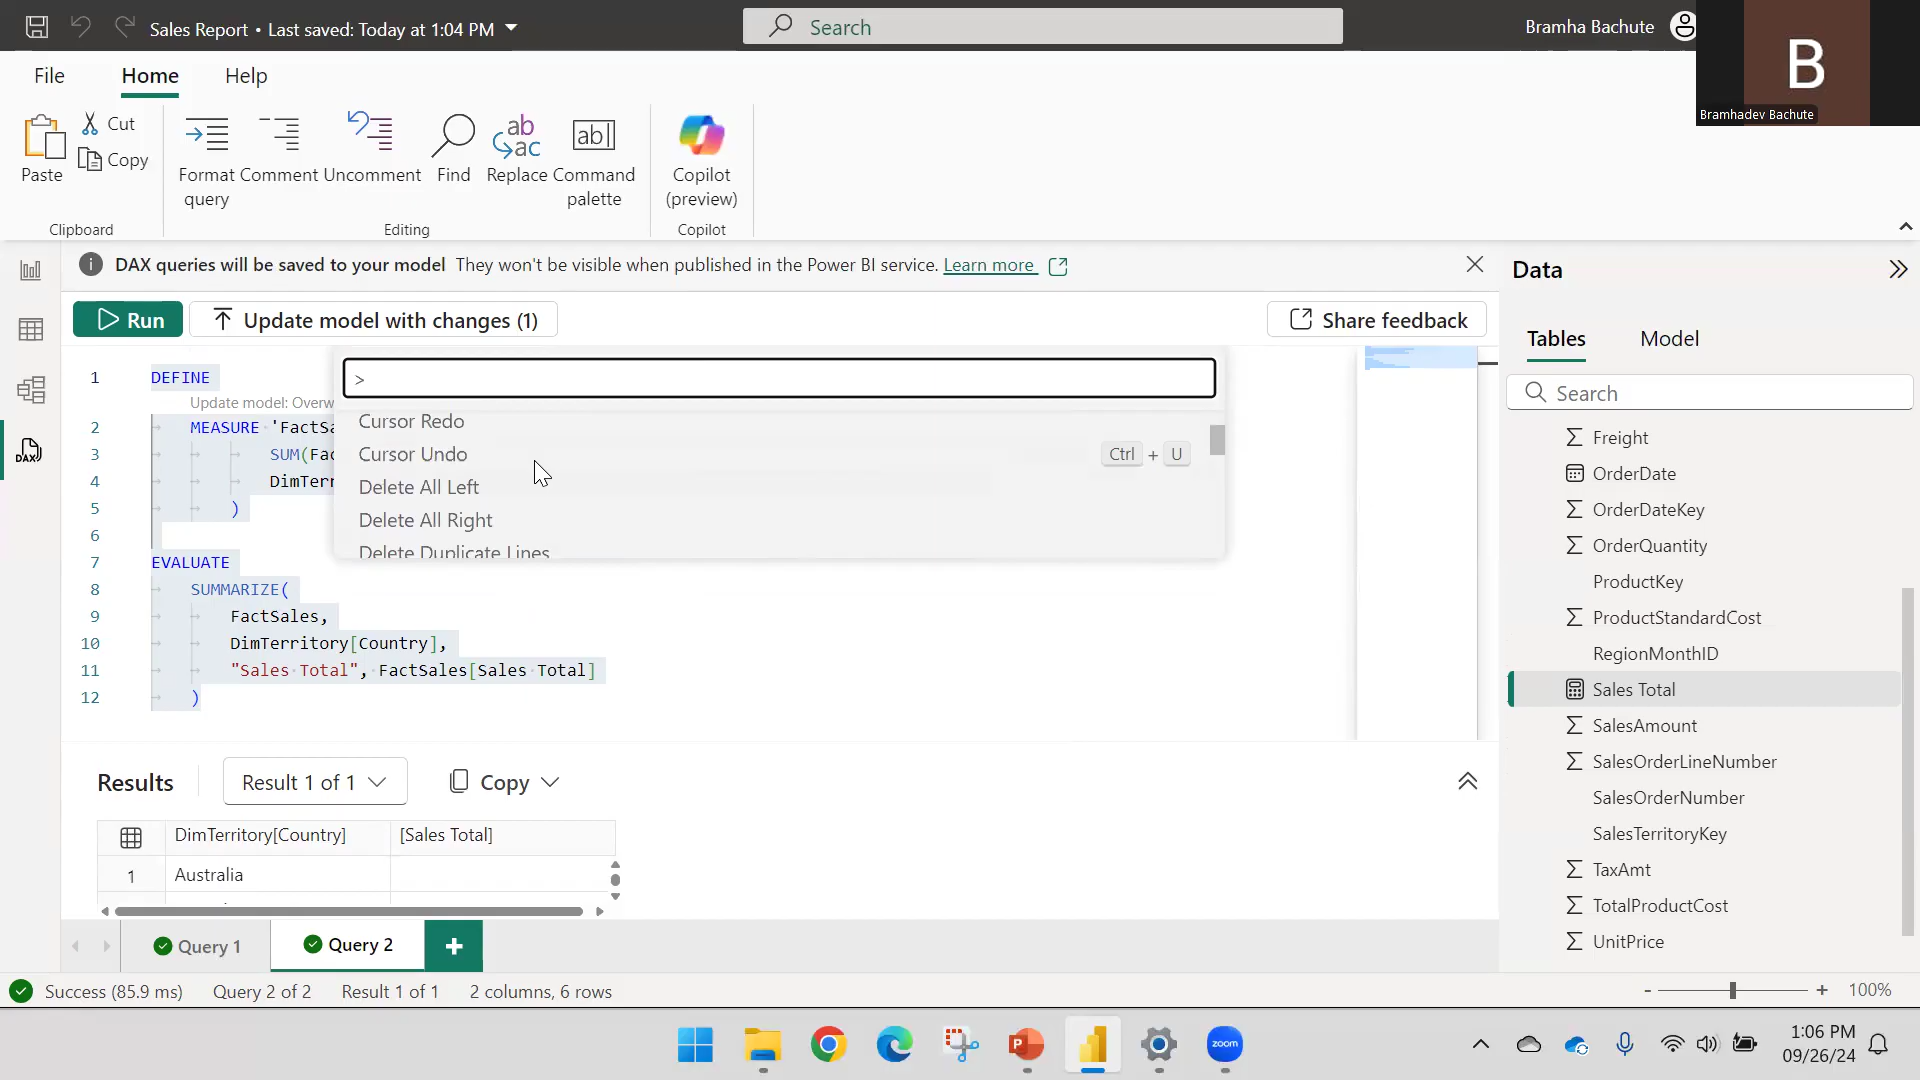 Sales Report • Last saved: Today at 1:04 PM
Search
Bramha Bachute
B
Bramhadev Bachute
File Home Help
Cut
Copy
Paste
Format query
Comment
Uncomment
Find
Replace
Command palette
Copilot (preview)
Clipboard
Editing
Copilot
DAX queries will be saved to your model They won't be visible when published in the Power BI service. Learn more
Run
Update model with changes (1)
Share feedback
DAX
>
Cursor Redo
Cursor Undo Ctrl + U
Delete All Left
Delete All Right
Delete Duplicate Lines
1 DEFINE
Update model: Overw
2 MEASURE 'FactSa
3 SUM(Fac
4 DimTerr
5 )
6
7 EVALUATE
8 SUMMARIZE(
9 FactSales,
10 DimTerritory[Country],
11 "Sales Total", FactSales[Sales Total]
12 )
Results
Result 1 of 1
Copy
DimTerritory[Country] [Sales Total]
1 Australia
Query 1
Query 2
+
Success (85.9 ms) Query 2 of 2 Result 1 of 1 2 columns, 6 rows
- + 100%
Data
Tables Model
Search
Freight
OrderDate
OrderDateKey
OrderQuantity
ProductKey
ProductStandardCost
RegionMonthID
Sales Total
SalesAmount
SalesOrderLineNumber
SalesOrderNumber
SalesTerritoryKey
TaxAmt
TotalProductCost
UnitPrice
P
zoom
1:06 PM
09/26/24